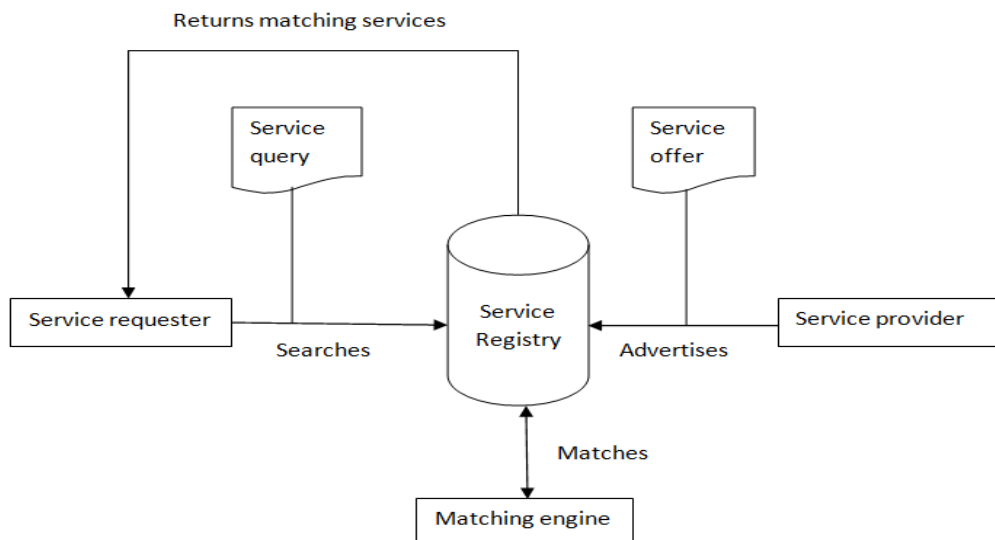 Returns matching services
Service
query
Service
offer
Service requester
Searches
Service
Registry
Advertises
Service provider
Matches
Matching engine